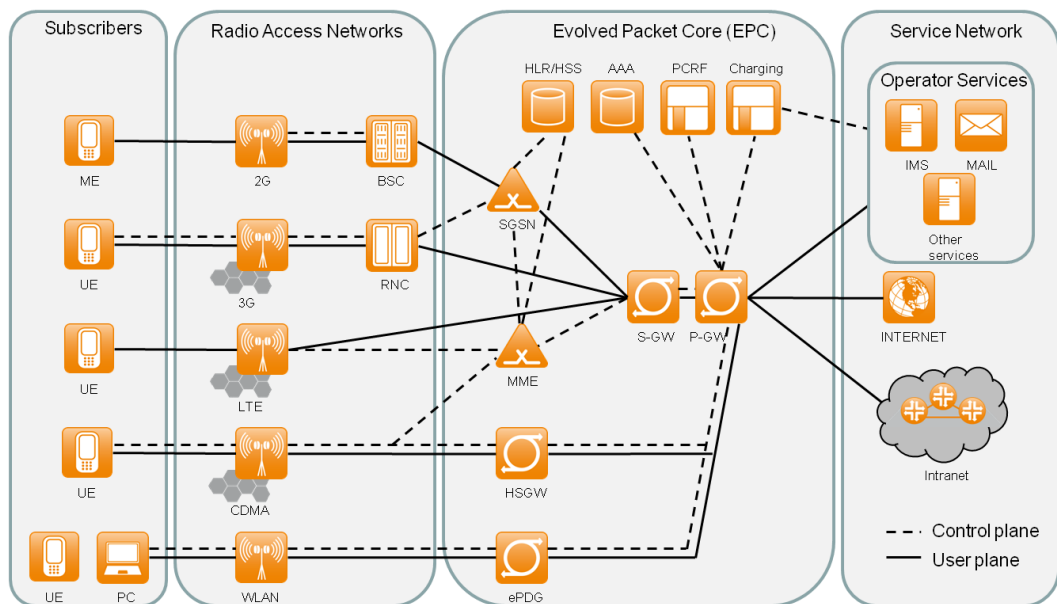 Subscribers
Radio Access Networks
Evolved Packet Core (EPC)
Service Network
HLR/HSS
AAA
PCRF
Charging
Operator Services
ME
2G
BSC
IMS
MAIL
SGSN
Other
services
UE
3G
RNC
S-GW
P-GW
INTERNET
UE
LTE
MME
UE
CDMA
HSGW
Intranet
Control plane
User plane
UE
PC
WLAN
ePDG